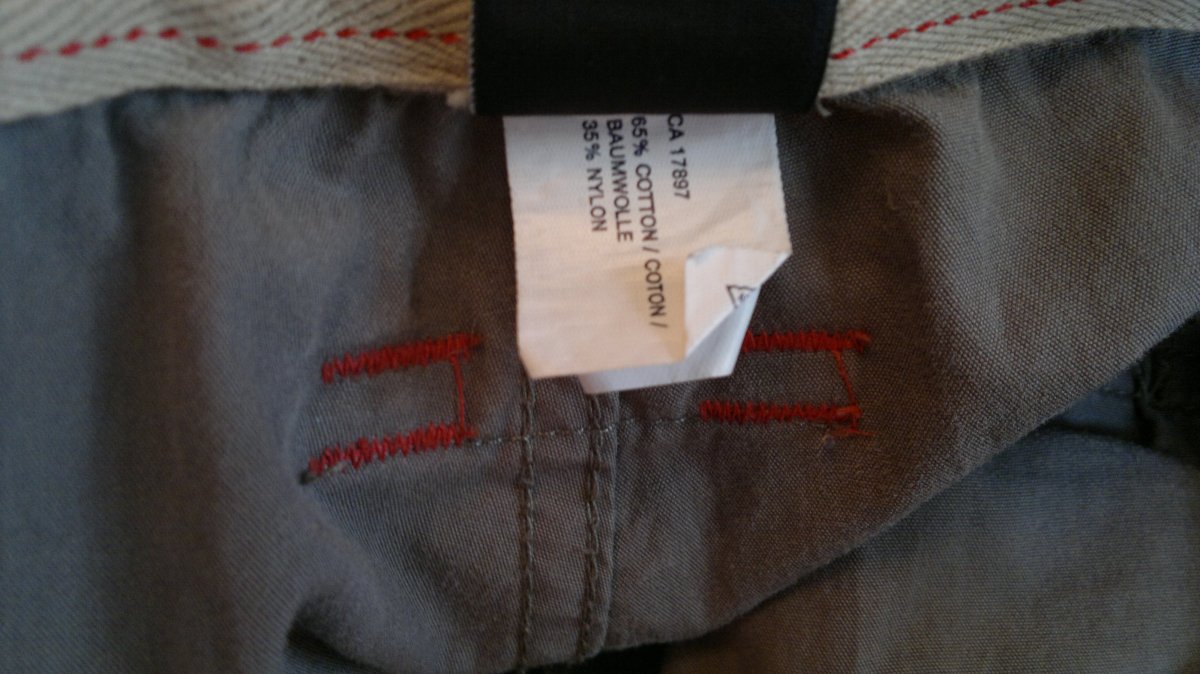 CA 17897
65% COTTON / COTON /
BAUMWOLLE
35% NYLON